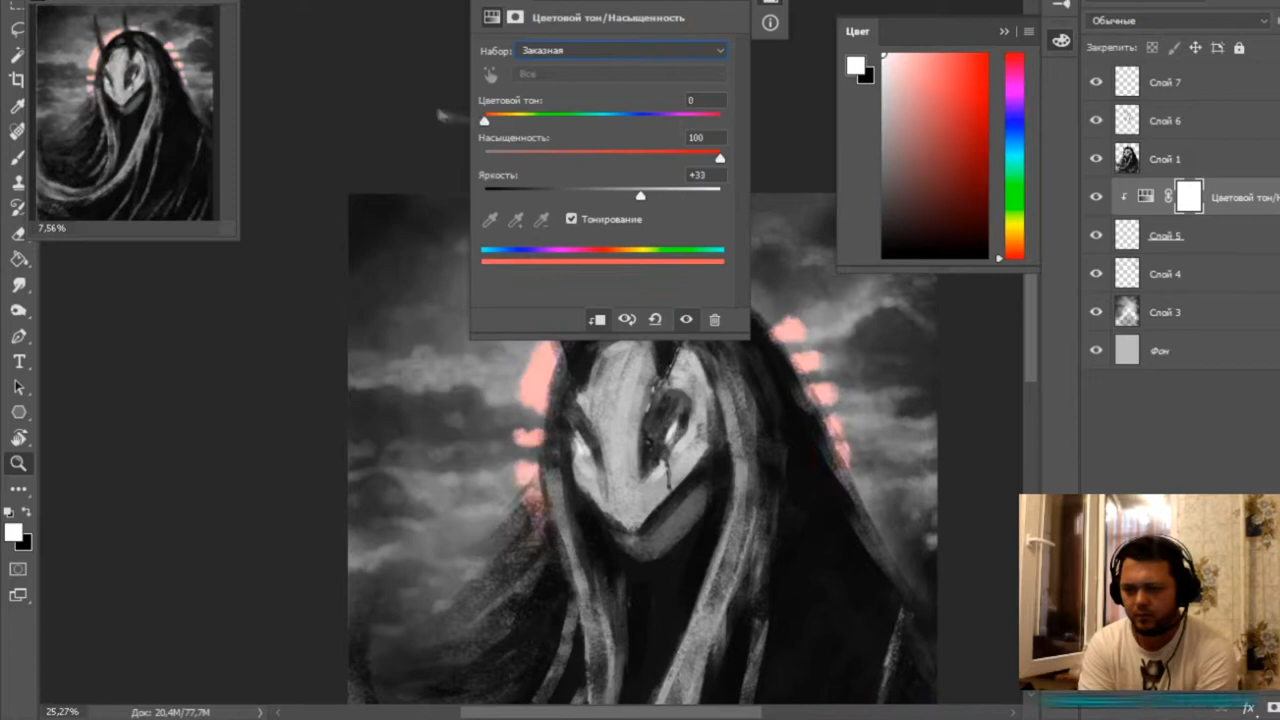 Цветовой тон/Насыщенность
Набор: Заказная
Все
Цветовой тон: 0
Насыщенность: 100
Яркость: +33
Тонирование
7,56%
Цвет
Обычные
Закрепить:
Слой 7
Слой 6
Слой 1
Цветовой тон/Н
Слой 5
Слой 4
Слой 3
Фон
25,27%
Док: 20,4M/77,7M
fx